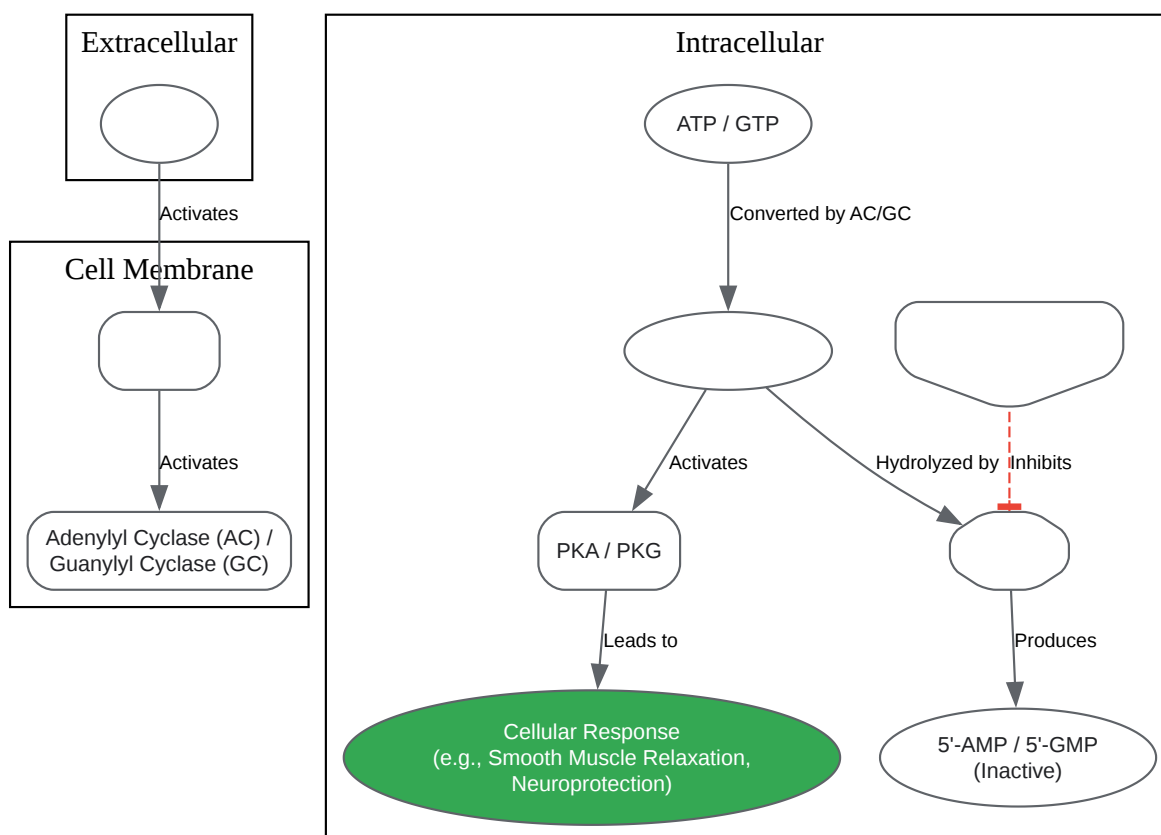 Extracellular
Activates
Cell Membrane
Activates
Adenylyl Cyclase (AC) /
Guanylyl Cyclase (GC)
Intracellular
ATP / GTP
Converted by AC/GC
Activates
Hydrolyzed by
Inhibits
PKA / PKG
Leads to
Produces
Cellular Response
(e.g., Smooth Muscle Relaxation,
Neuroprotection)
5'-AMP / 5'-GMP
(Inactive)